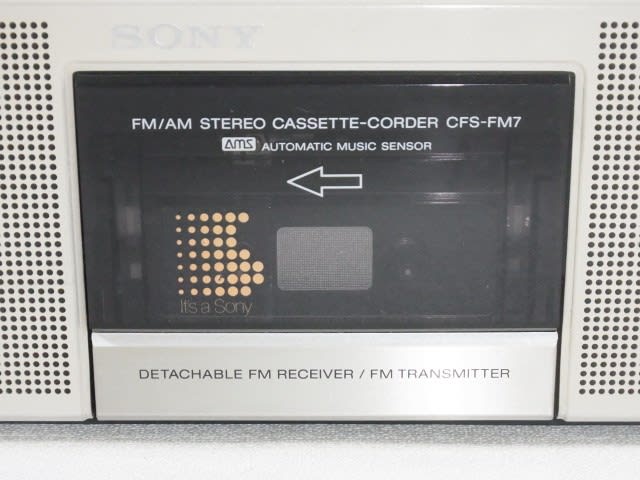 SONY
FM/AM STEREO CASSETTE-CORDER CFS-FM7
AMS AUTOMATIC MUSIC SENSOR
It's a Sony
DETACHABLE FM RECEIVER / FM TRANSMITTER